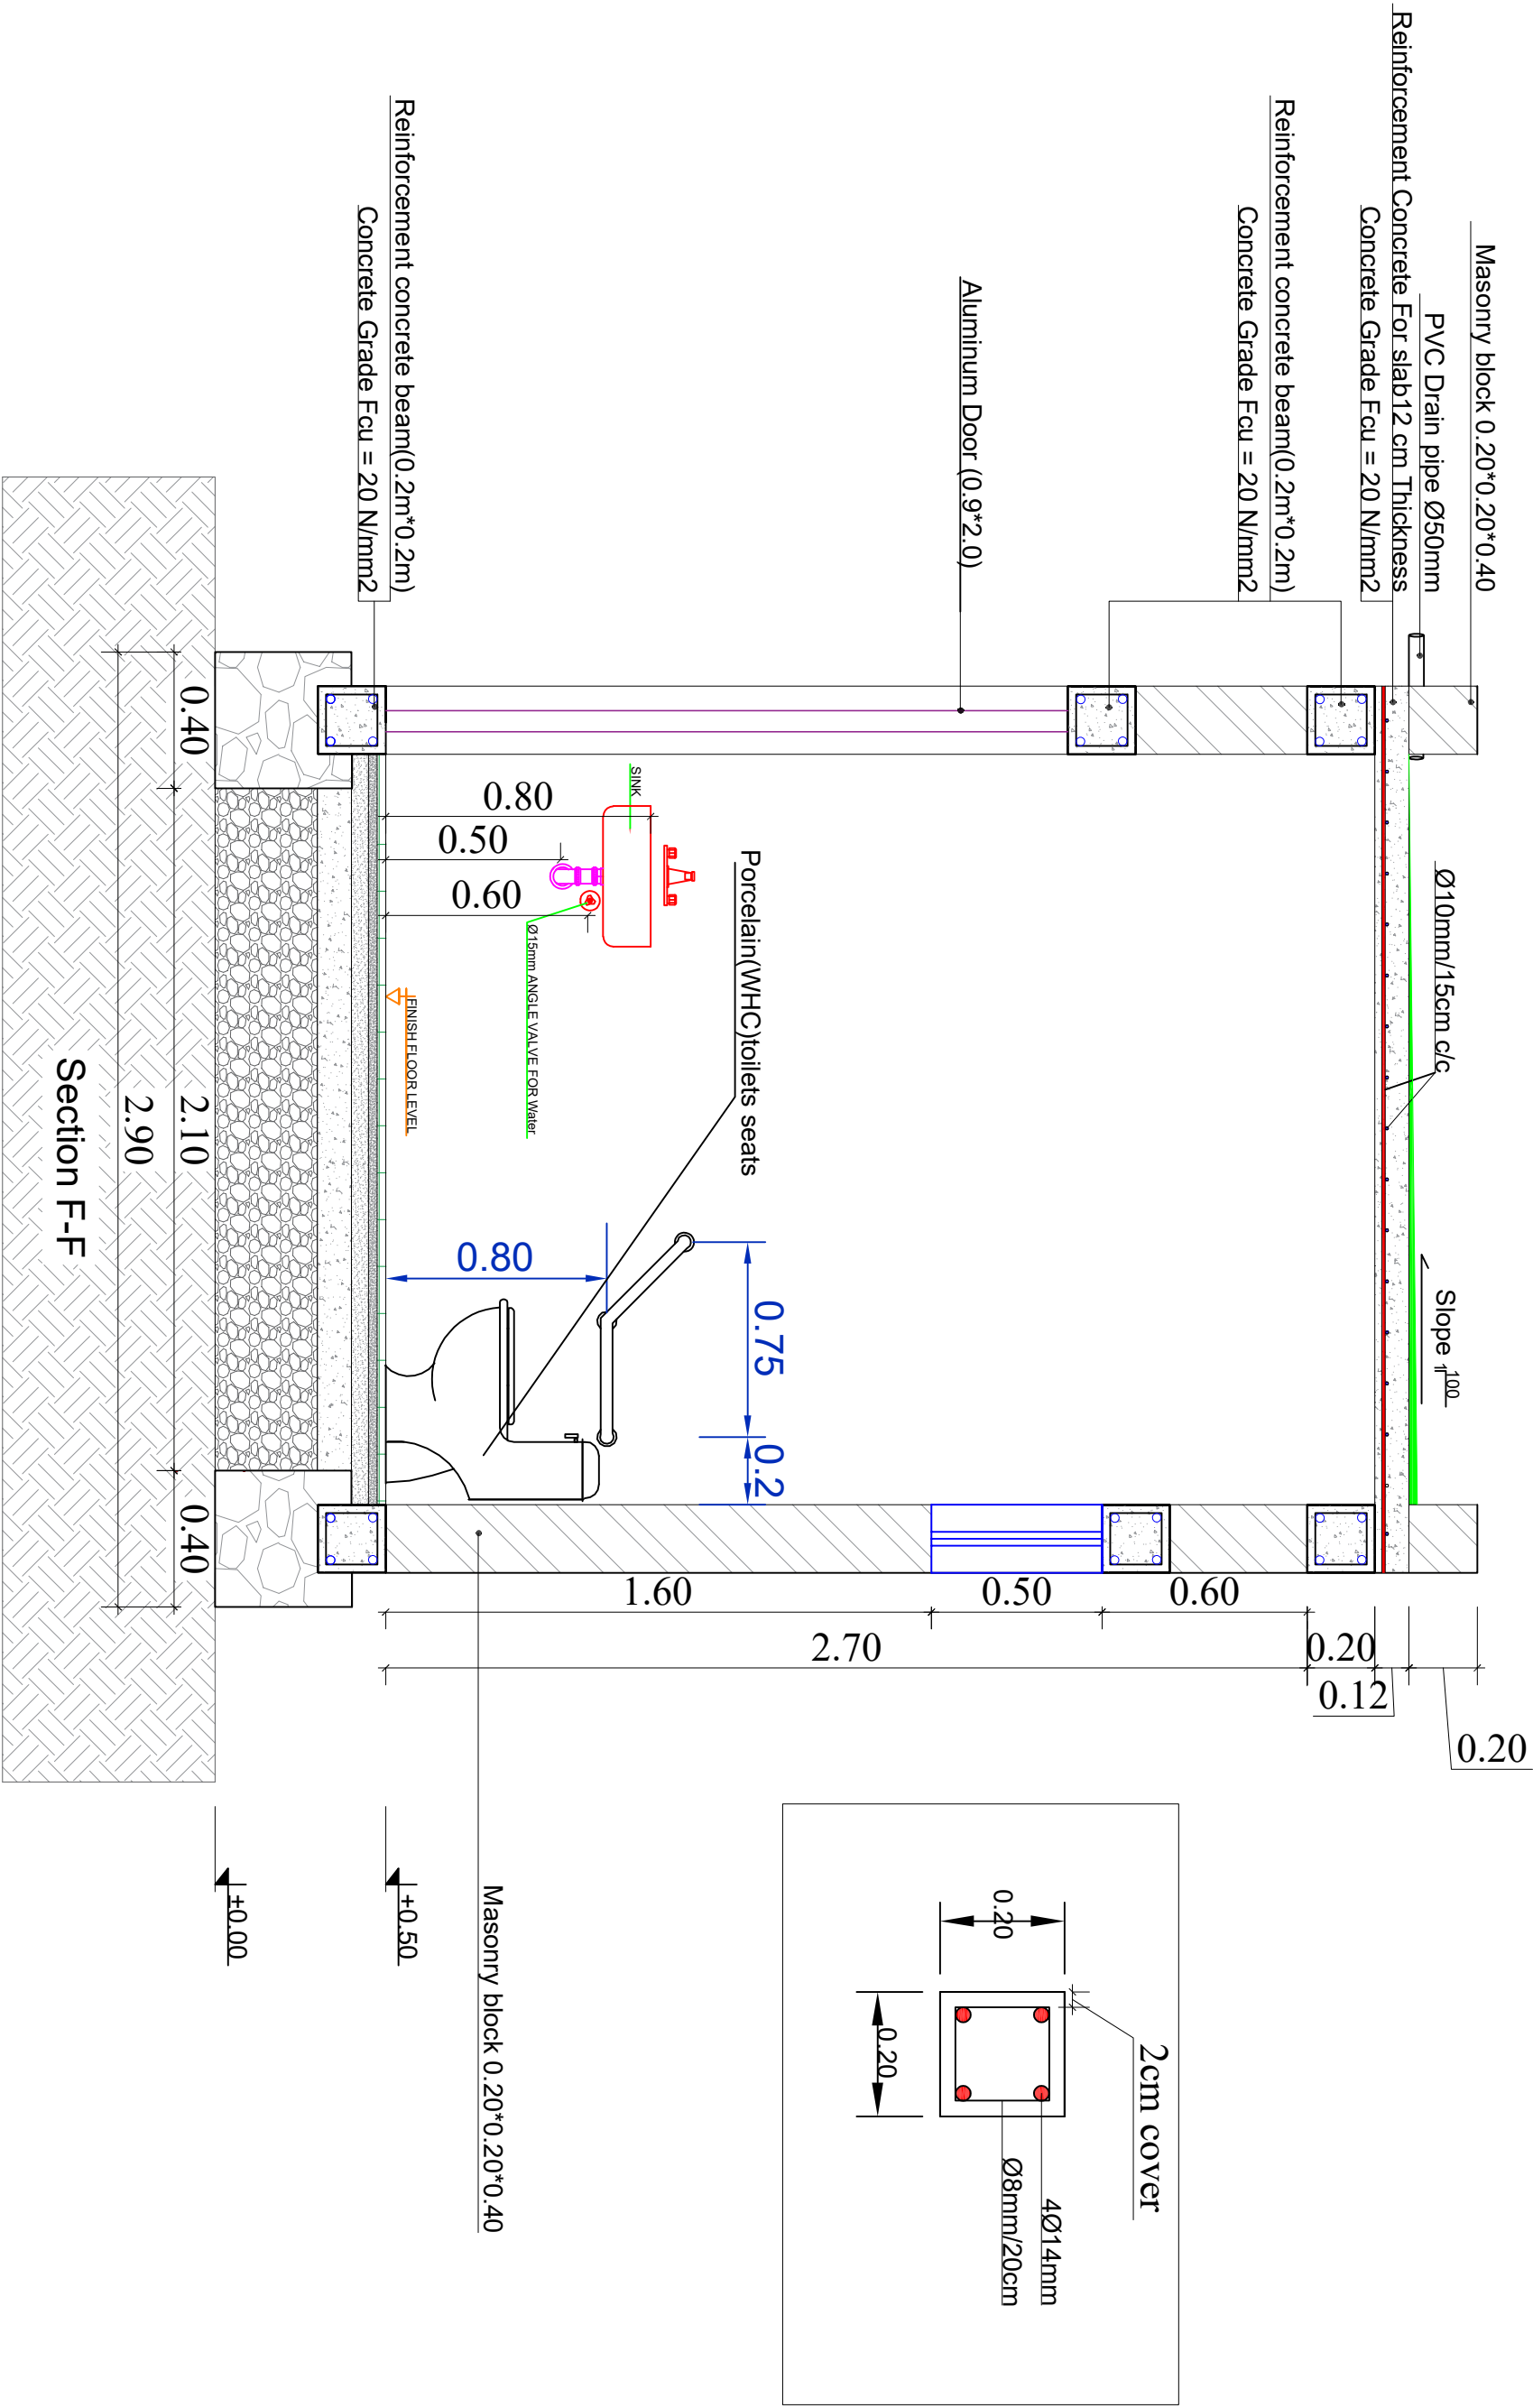 Masonry block 0.20*0.20*0.40
PVC Drain pipe Ø50mm
Reinforcement Concrete For slab12 cm Thickness
Concrete Grade Fcu = 20 N/mm2
Reinforcement concrete beam(0.2m*0.2m)
Concrete Grade Fcu = 20 N/mm2
Aluminum Door (0.9*2.0)
Reinforcement concrete beam(0.2m*0.2m)
Concrete Grade Fcu = 20 N/mm2
Ø10mm/15cm c/c
Slope
100
SINK
0.80
0.50
0.60
Ø15mm ANGLE VALVE FOR Water
FINISH FLOOR LEVEL
Porcelain(WHC)toilets seats
0.80
0.75
0.2
0.20
0.12
0.20
0.60
0.50
1.60
2.70
0.40
2.10
0.40
2.90
Section F-F
+0.50
±0.00
Masonry block 0.20*0.20*0.40
2cm cover
4Ø14mm
Ø8mm/20cm
0.20
0.20